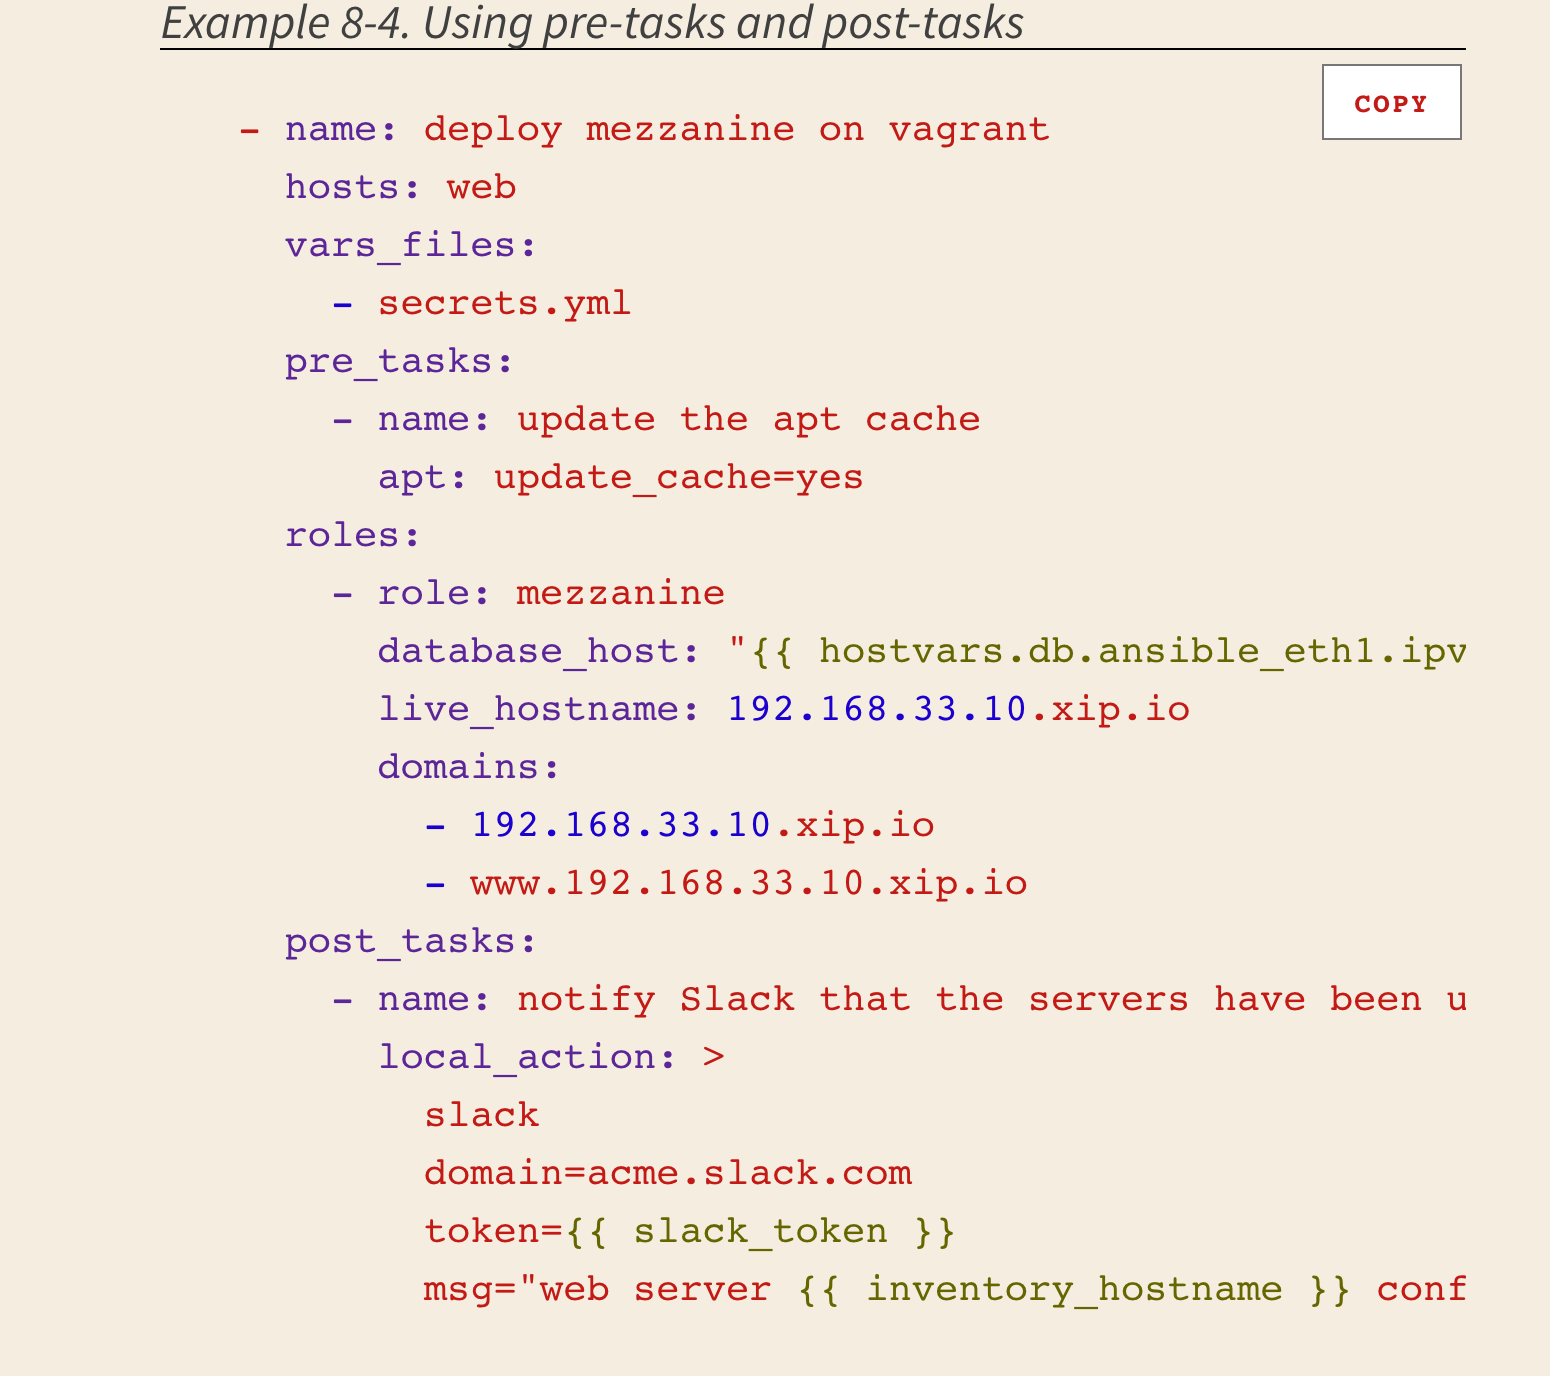 Example 8-4. Using pre-tasks and post-tasks
COPY
- name: deploy mezzanine on vagrant
  hosts: web
  vars_files:
    - secrets.yml
  pre_tasks:
    - name: update the apt cache
      apt: update_cache=yes
  roles:
    - role: mezzanine
      database_host: "{{ hostvars.db.ansible_eth1.ipv
      live_hostname: 192.168.33.10.xip.io
      domains:
        - 192.168.33.10.xip.io
        - www.192.168.33.10.xip.io
  post_tasks:
    - name: notify Slack that the servers have been u
      local_action: >
        slack
        domain=acme.slack.com
        token={{ slack_token }}
        msg="web server {{ inventory_hostname }} conf